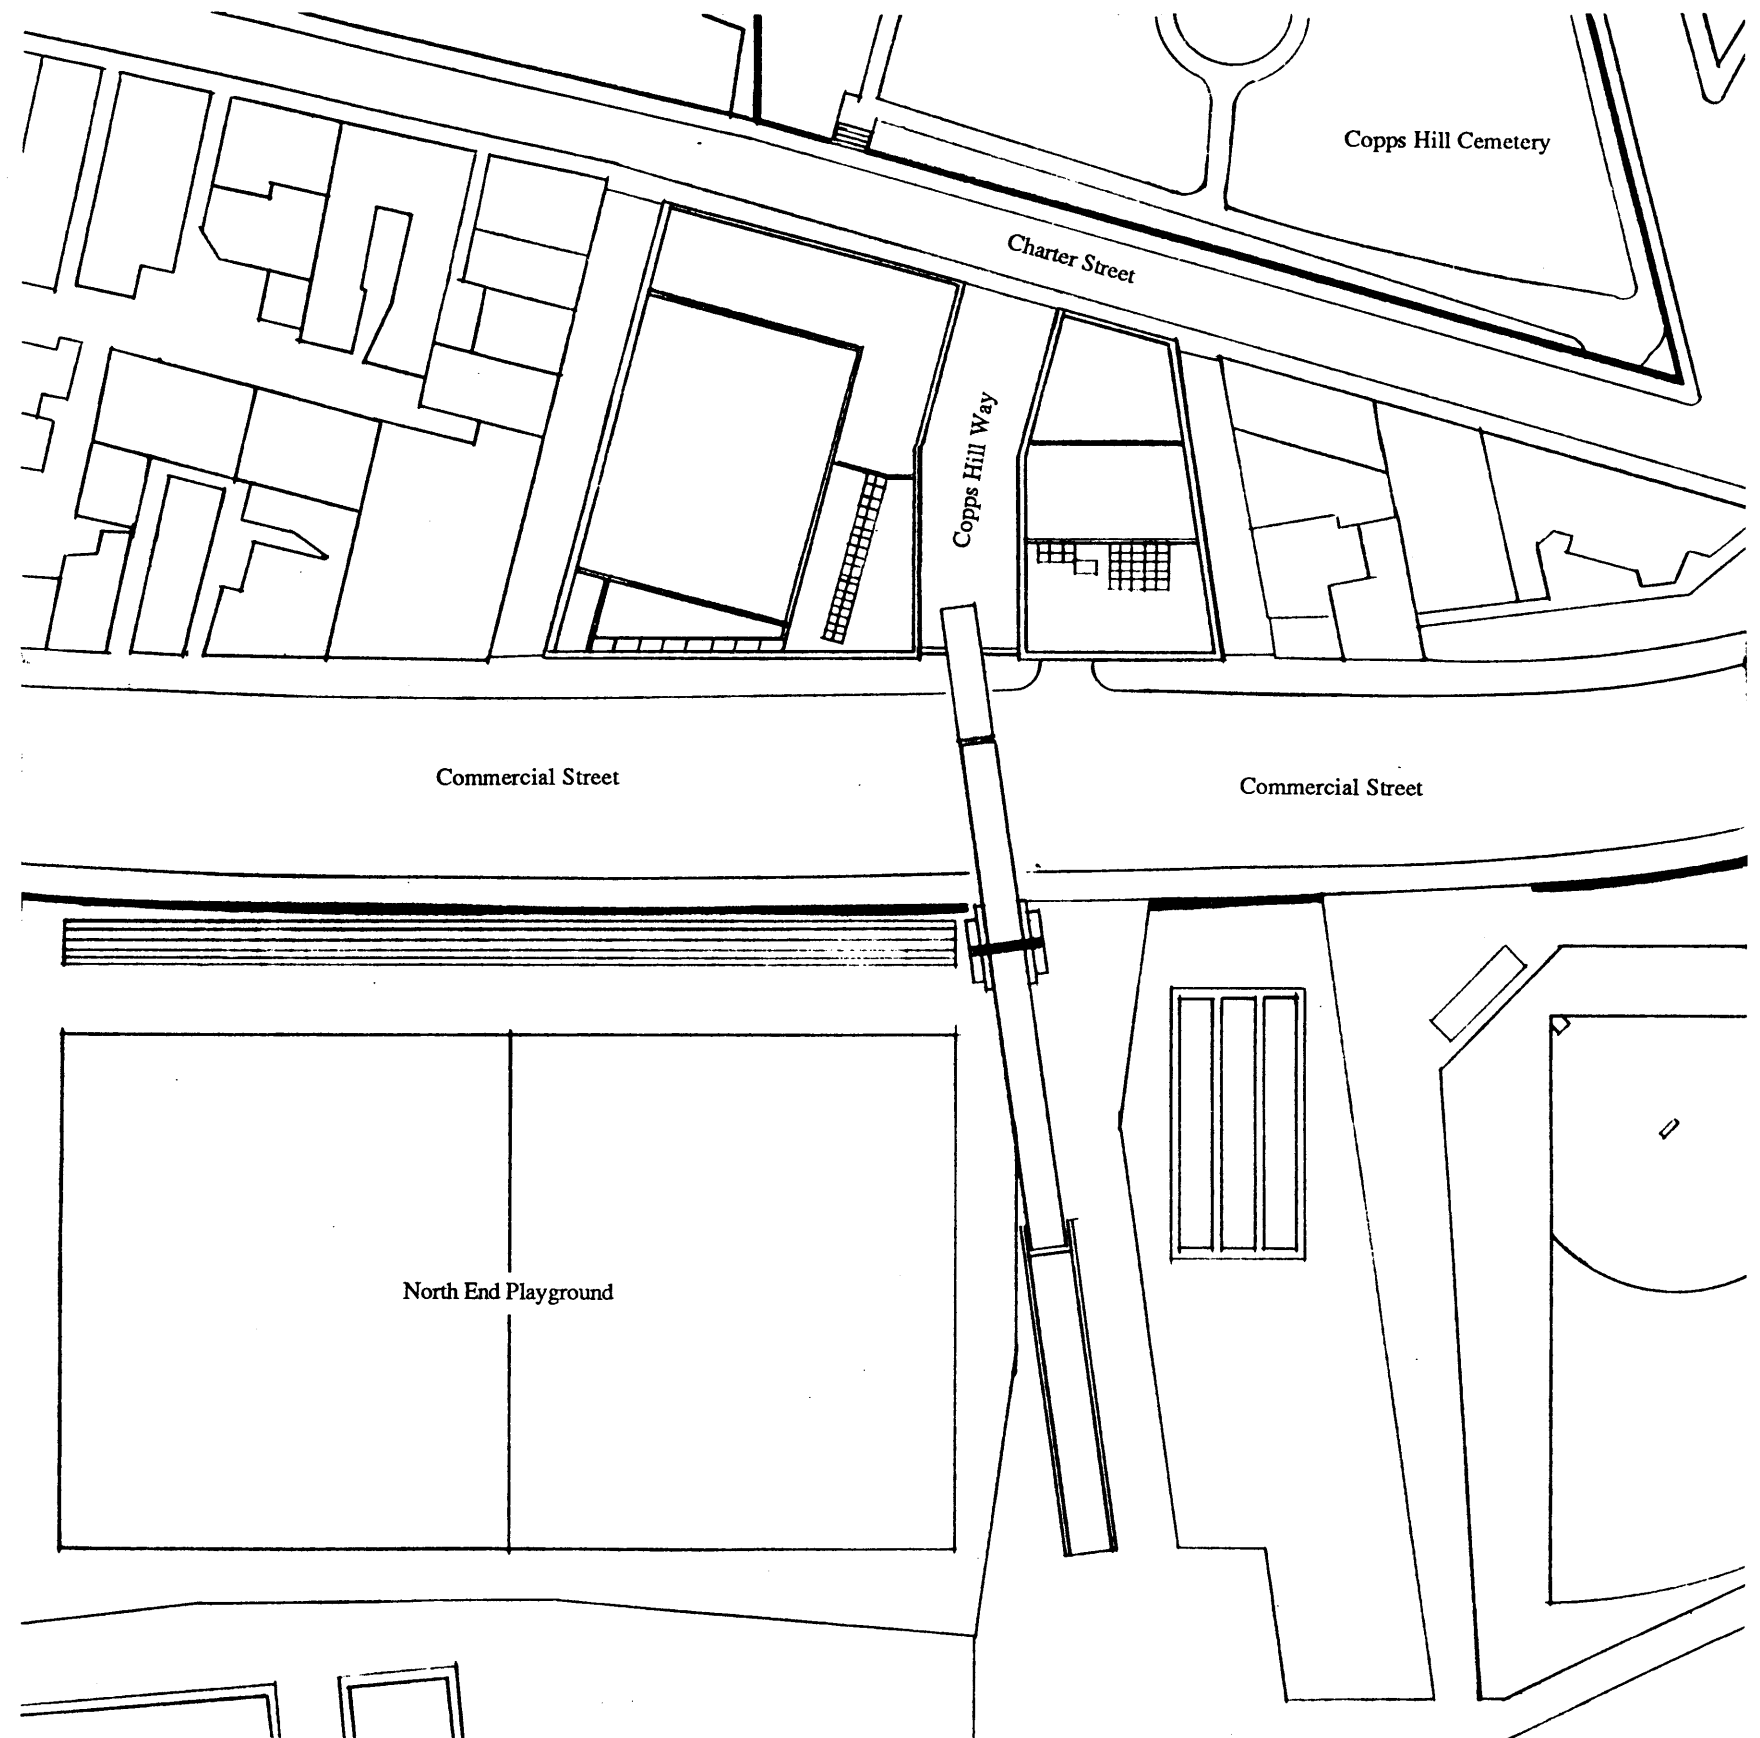 Copps Hill Cemetery
Charter Street
Copps Hill Way
Commercial Street
Commercial Street
North End Playground